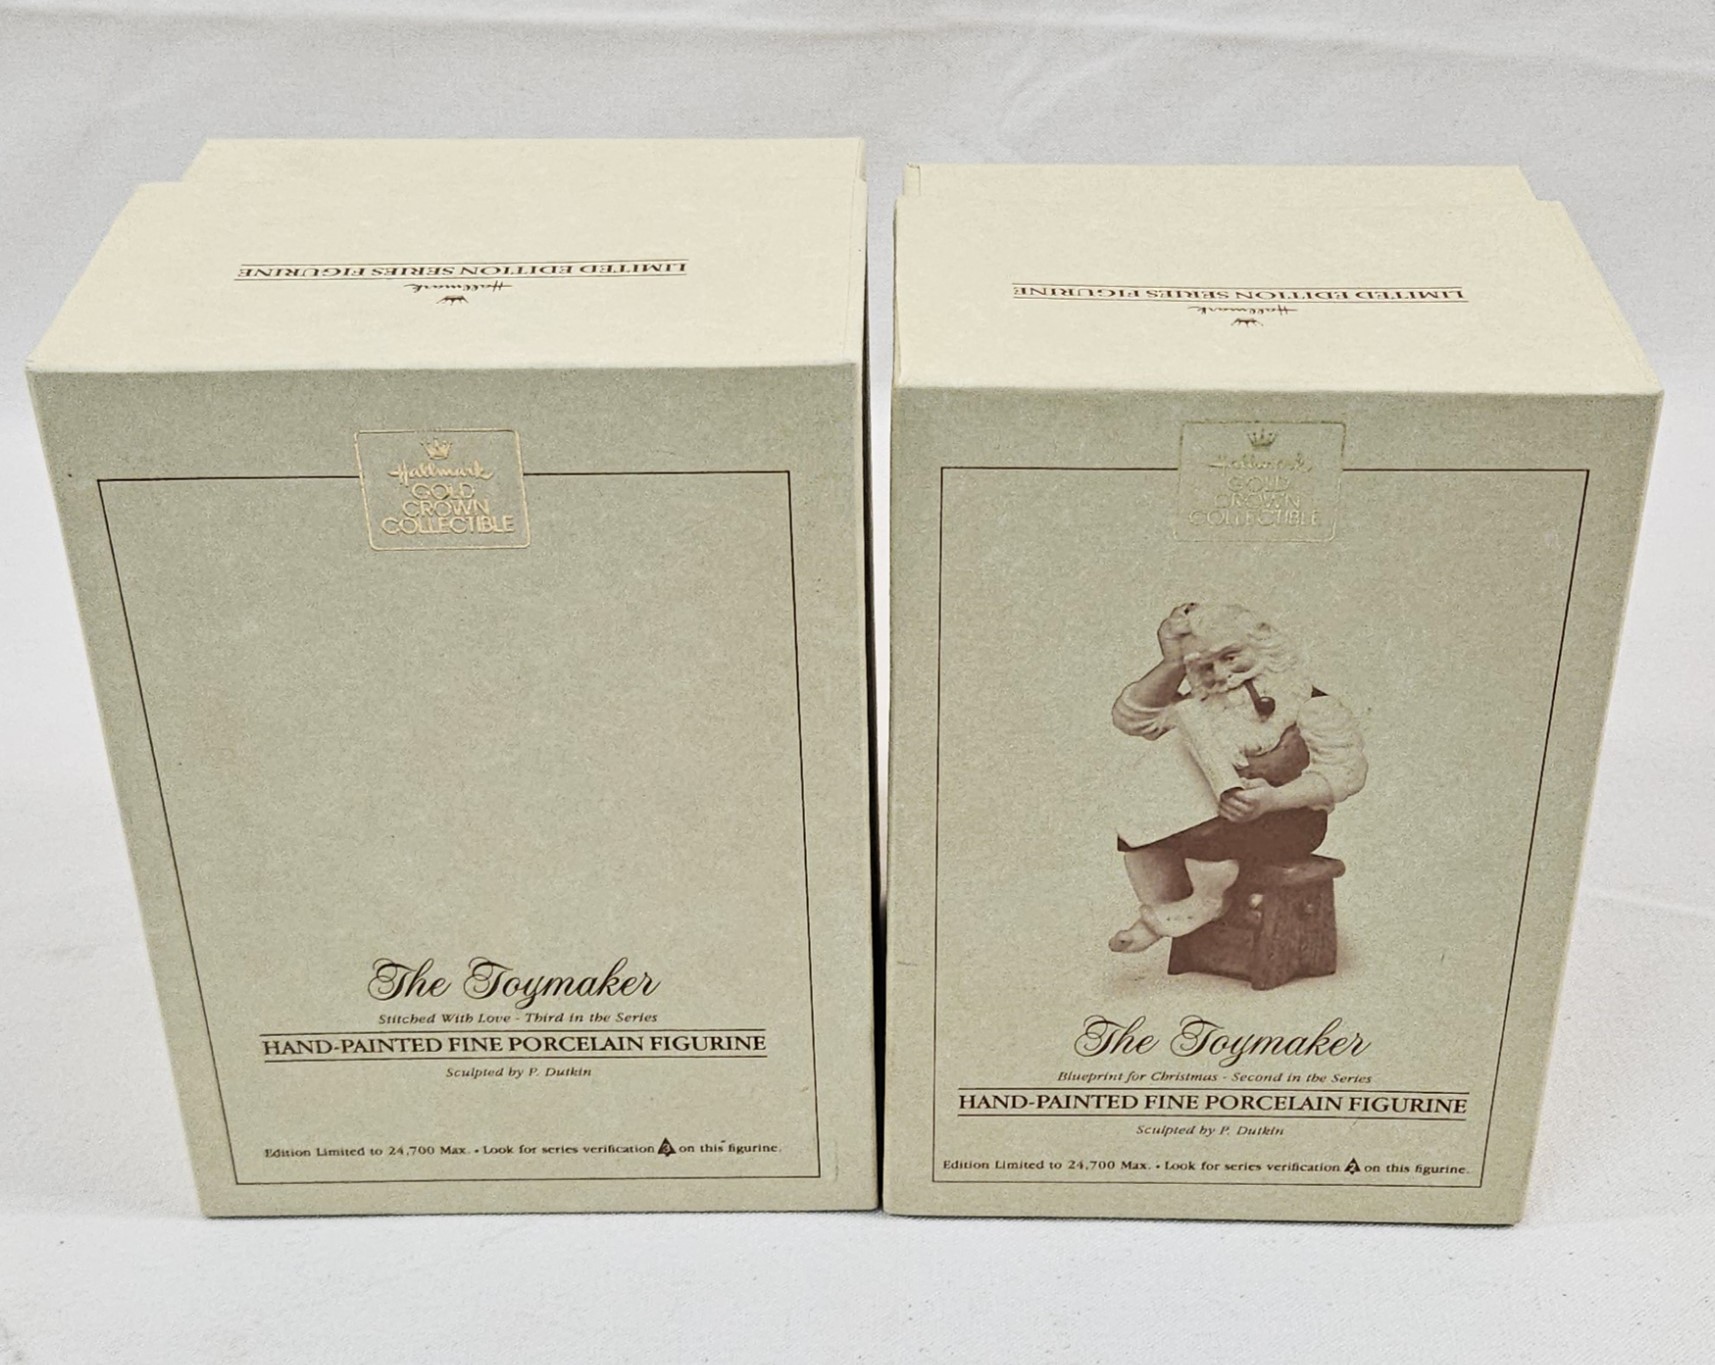 LIMITED EDITION SERIES FIGURINE
Hallmark
Hallmark
GOLD
CROWN
COLLECTIBLE
The Toymaker
Stitched With Love - Third in the Series
HAND-PAINTED FINE PORCELAIN FIGURINE
Sculpted by P. Dutkin
Edition Limited to 24,700 Max. • Look for series verification 3 on this figurine.
LIMITED EDITION SERIES FIGURINE
Hallmark
Hallmark
GOLD
CROWN
COLLECTIBLE
The Toymaker
Blueprint for Christmas - Second in the Series
HAND-PAINTED FINE PORCELAIN FIGURINE
Sculpted by P. Dutkin
Edition Limited to 24,700 Max. • Look for series verification 2 on this figurine.